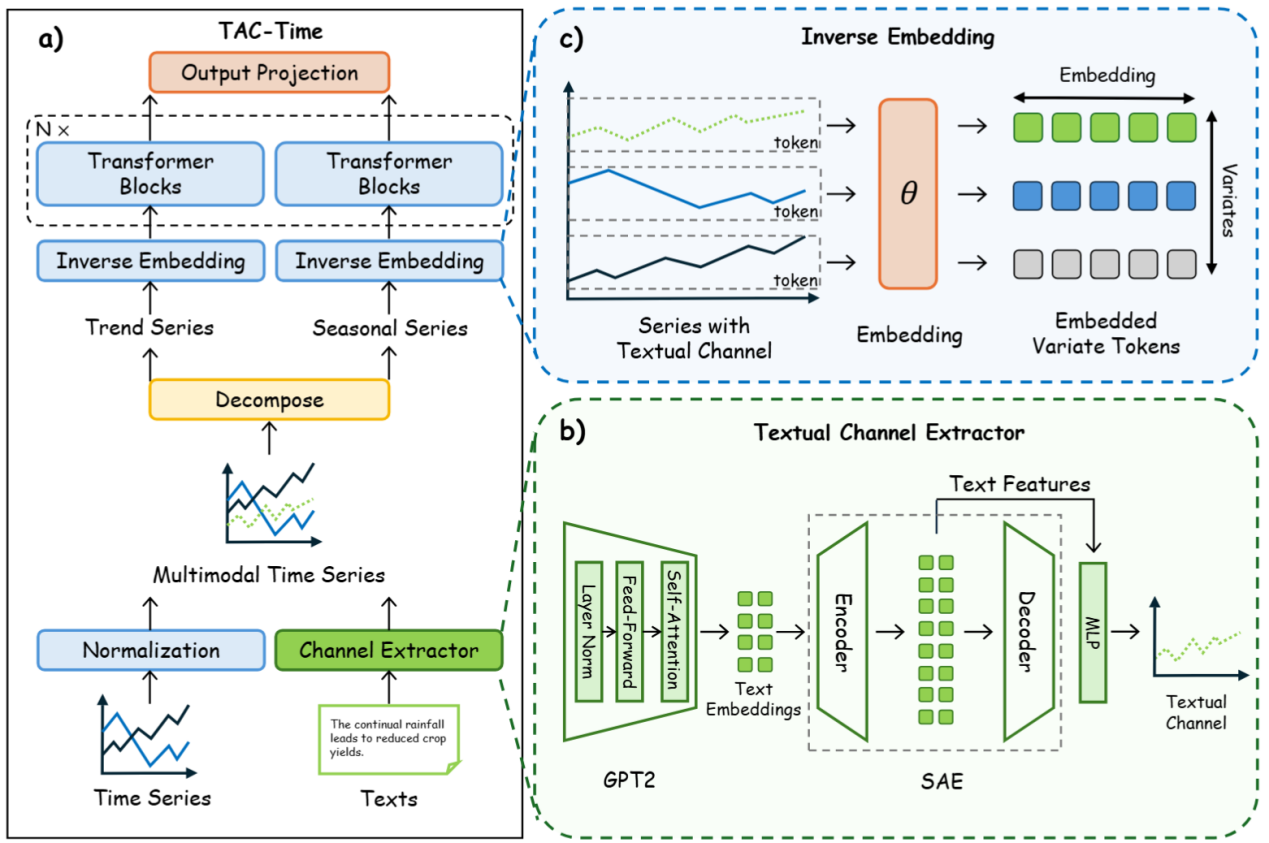 a)
TAC-Time
Output Projection
N ×
Transformer
Blocks
Transformer
Blocks
Inverse Embedding
Inverse Embedding
Trend Series
Seasonal Series
Decompose
Multimodal Time Series
Normalization
Channel Extractor
The continual rainfall
leads to reduced crop
yields.
Time Series
Texts
c)
Inverse Embedding
token
token
token
θ
Embedding
Variates
Series with
Textual Channel
Embedding
Embedded
Variate Tokens
b)
Textual Channel Extractor
Text Features
Layer Norm
Feed-Forward
Self-Attention
Text
Embeddings
Encoder
Decoder
MLP
Textual
Channel
GPT2
SAE